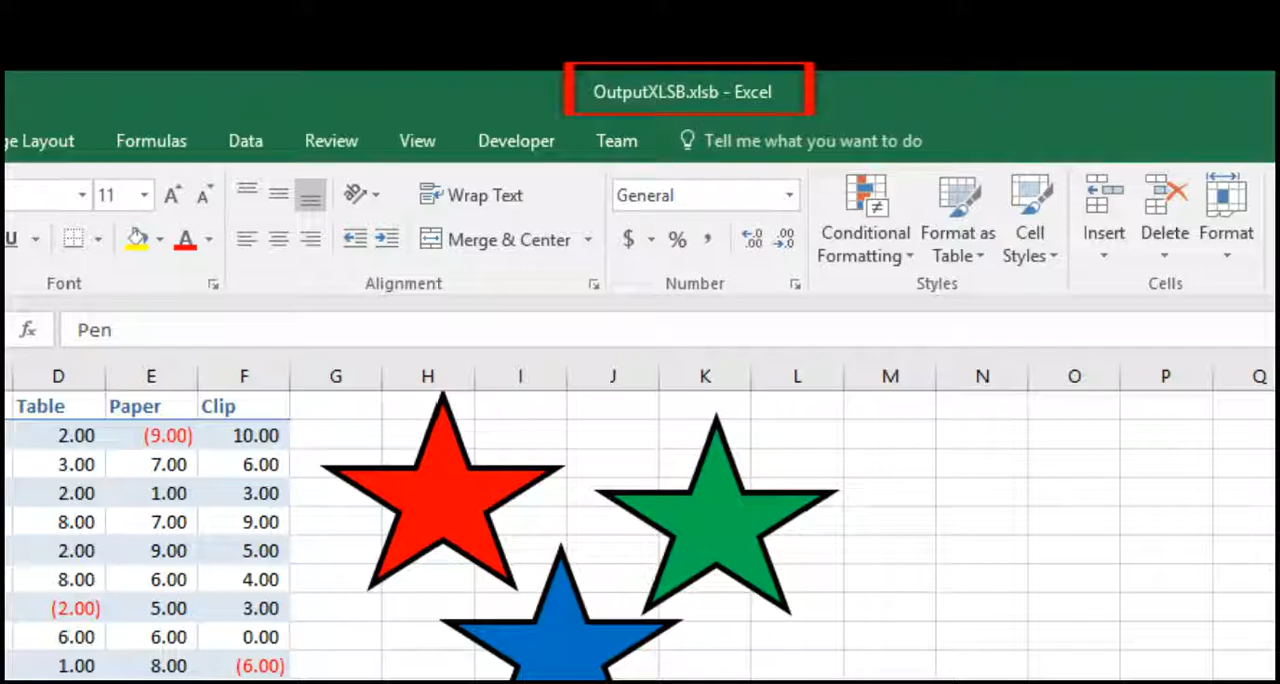 OutputXLSB.xlsb - Excel
ge Layout Formulas Data Review View Developer Team Tell me what you want to do
11 A A Wrap Text General
U A Merge & Center $ % , .00 .0 Conditional Formatting Format as Table Cell Styles Insert Delete Format
Font Alignment Number Styles Cells
fx Pen
D E F G H I J K L M N O P Q
Table Paper Clip
2.00 (9.00) 10.00
3.00 7.00 6.00
2.00 1.00 3.00
8.00 7.00 9.00
2.00 9.00 5.00
8.00 6.00 4.00
(2.00) 5.00 3.00
6.00 6.00 0.00
1.00 8.00 (6.00)